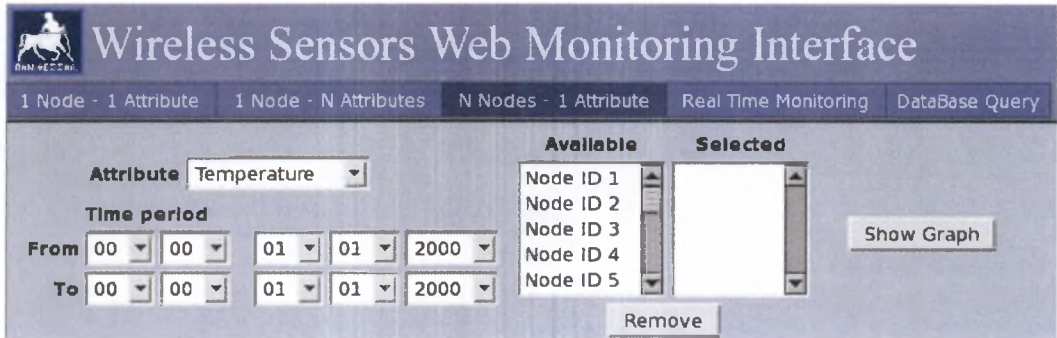 Wireless Sensors Web Monitoring Interface
1 Node - 1 Attribute 1 Node - N Attributes N Nodes - 1 Attribute Real Time Monitoring DataBase Query
Available Selected
Attribute Temperature
Time period
From 00 00 01 01 2000
To 00 00 01 01 2000
Node ID 1
Node ID 2
Node ID 3
Node ID 4
Node ID 5
Show Graph
Remove